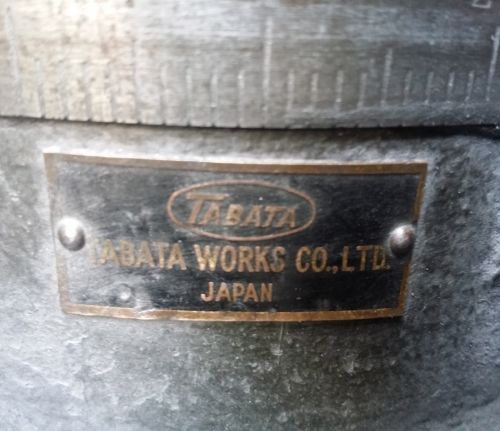 TABATA
TABATA WORKS CO., LTD.
JAPAN